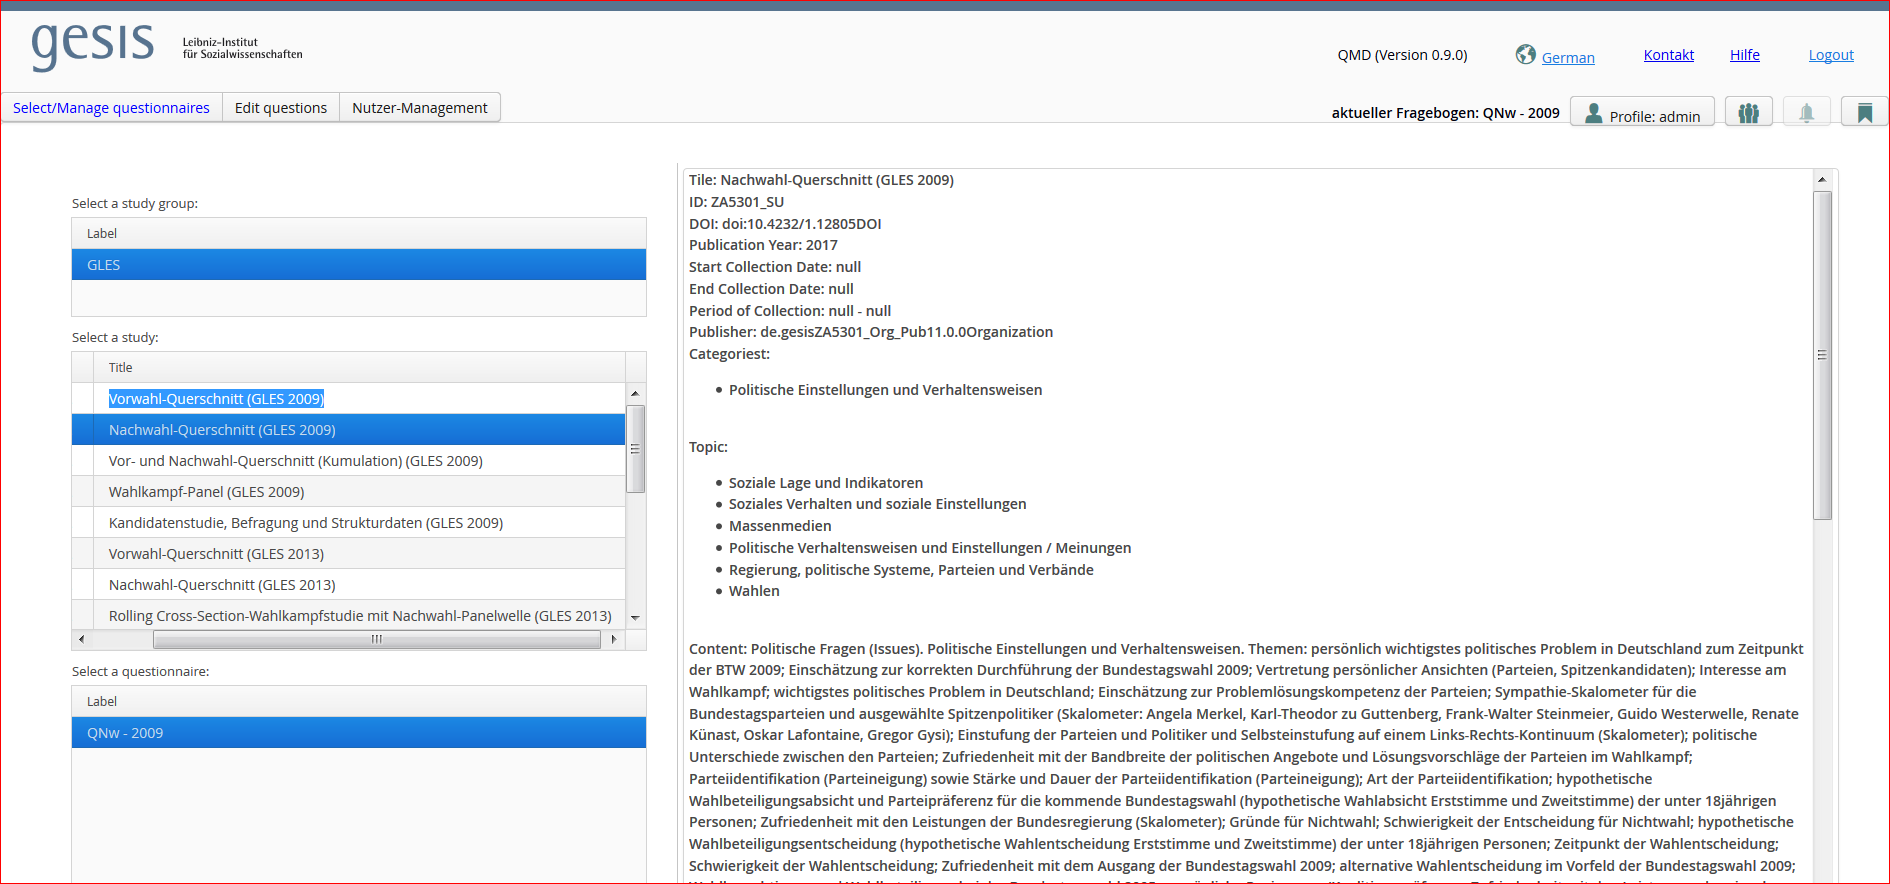 gesis
Leibniz-Institut
für Sozialwissenschaften
QMD (Version 0.9.0)
German
Kontakt
Hilfe
Logout
Select/Manage questionnaires
Edit questions
Nutzer-Management
aktueller Fragebogen: QNw - 2009
Profile: admin
Select a study group:
Label
GLES
Select a study:
Title
Vorwahl-Querschnitt (GLES 2009)
Nachwahl-Querschnitt (GLES 2009)
Vor- und Nachwahl-Querschnitt (Kumulation) (GLES 2009)
Wahlkampf-Panel (GLES 2009)
Kandidatenstudie, Befragung und Strukturdaten (GLES 2009)
Vorwahl-Querschnitt (GLES 2013)
Nachwahl-Querschnitt (GLES 2013)
Rolling Cross-Section-Wahlkampfstudie mit Nachwahl-Panelwelle (GLES 2013)
Select a questionnaire:
Label
QNw - 2009
Tile: Nachwahl-Querschnitt (GLES 2009)
ID: ZA5301_SU
DOI: doi:10.4232/1.12805DOI
Publication Year: 2017
Start Collection Date: null
End Collection Date: null
Period of Collection: null - null
Publisher: de.gesisZA5301_Org_Pub11.0.0Organization
Categoriest:
• Politische Einstellungen und Verhaltensweisen
Topic:
• Soziale Lage und Indikatoren
• Soziales Verhalten und soziale Einstellungen
• Massenmedien
• Politische Verhaltensweisen und Einstellungen / Meinungen
• Regierung, politische Systeme, Parteien und Verbände
• Wahlen
Content: Politische Fragen (Issues). Politische Einstellungen und Verhaltensweisen. Themen: persönlich wichtigstes politisches Problem in Deutschland zum Zeitpunkt
der BTW 2009; Einschätzung zur korrekten Durchführung der Bundestagswahl 2009; Vertretung persönlicher Ansichten (Parteien, Spitzenkandidaten); Interesse am
Wahlkampf; wichtigstes politisches Problem in Deutschland; Einschätzung zur Problemlösungskompetenz der Parteien; Sympathie-Skalometer für die
Bundestagsparteien und ausgewählte Spitzenpolitiker (Skalometer: Angela Merkel, Karl-Theodor zu Guttenberg, Frank-Walter Steinmeier, Guido Westerwelle, Renate
Künast, Oskar Lafontaine, Gregor Gysi); Einstufung der Parteien und Politiker und Selbsteinstufung auf einem Links-Rechts-Kontinuum (Skalometer); politische
Unterschiede zwischen den Parteien; Zufriedenheit mit der Bandbreite der politischen Angebote und Lösungsvorschläge der Parteien im Wahlkampf;
Parteiidentifikation (Parteineigung) sowie Stärke und Dauer der Parteiidentifikation (Parteineigung); Art der Parteiidentifikation; hypothetische
Wahlbeteiligungsabsicht und Parteipräferenz für die kommende Bundestagswahl (hypothetische Wahlabsicht Erststimme und Zweitstimme) der unter 18jährigen
Personen; Zufriedenheit mit den Leistungen der Bundesregierung (Skalometer); Gründe für Nichtwahl; Schwierigkeit der Entscheidung für Nichtwahl; hypothetische
Wahlbeteiligungsentscheidung (hypothetische Wahlentscheidung Erststimme und Zweitstimme) der unter 18jährigen Personen; Zeitpunkt der Wahlentscheidung;
Schwierigkeit der Wahlentscheidung; Zufriedenheit mit dem Ausgang der Bundestagswahl 2009; alternative Wahlentscheidung im Vorfeld der Bundestagswahl 2009;